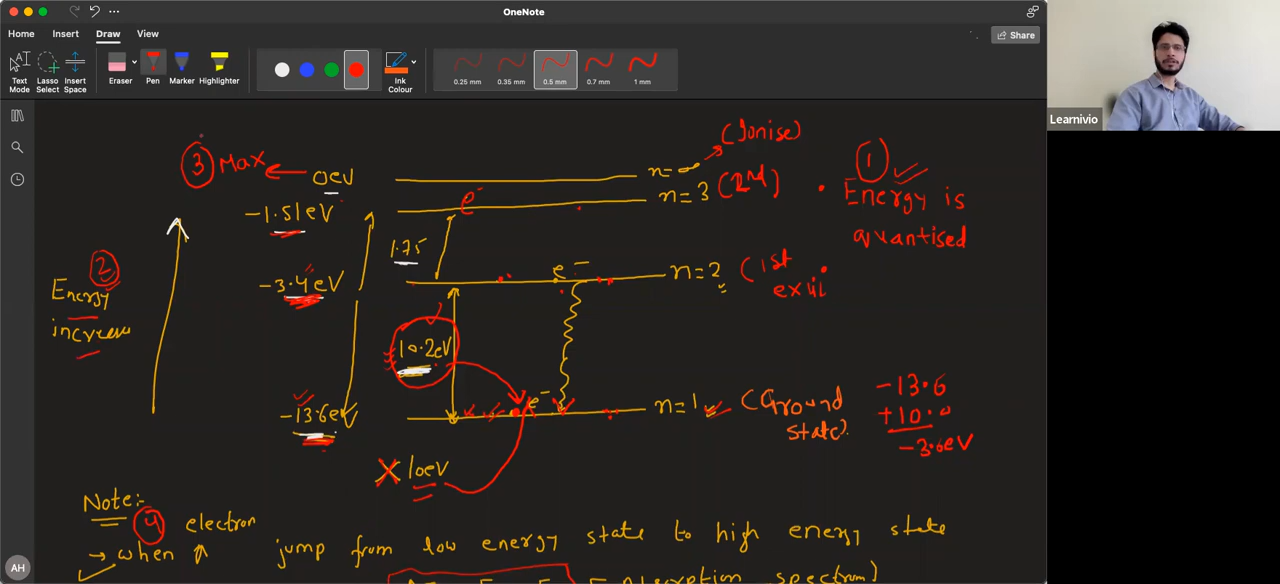 OneNote
Home Insert Draw View
Share
Text Mode
Lasso Select
Insert Space
Eraser
Pen
Marker
Highlighter
Ink Colour
0.25 mm
0.35 mm
0.5 mm
0.7 mm
1 mm
Learnivio
(Ionise)
3 Max
0eV
n=∞
n=3 (2nd)
1
Energy is
quantised
-1.51eV
e-
1.75
2
Energy
increase
-3.4eV
e-
n=2 (1st
exci
10.2eV
-13.6eV
e-
n=1
(Ground
state)
-13.6
+10.0
-3.6eV
X 10eV
Note:-
4
→ when electron jump from low energy state to high energy state
absorption spectrum)
AH